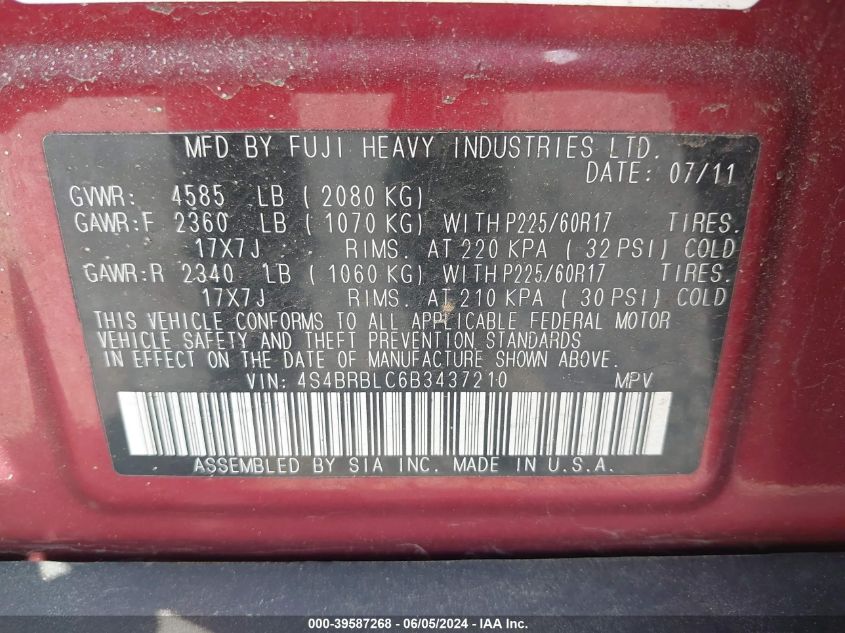 MFD BY FUJI HEAVY INDUSTRIES LTD.
DATE: 07/11
GVWR: 4585 LB ( 2080 KG)
GAWR:F 2360 LB ( 1070 KG) WITH P225/60R17 TIRES.
17X7J RIMS. AT 220 KPA ( 32 PSI) COLD
GAWR:R 2340 LB ( 1060 KG) WITH P225/60R17 TIRES.
17X7J RIMS. AT 210 KPA ( 30 PSI) COLD
THIS VEHICLE CONFORMS TO ALL APPLICABLE FEDERAL MOTOR
VEHICLE SAFETY AND THEFT PREVENTION STANDARDS
IN EFFECT ON THE DATE OF MANUFACTURE SHOWN ABOVE.
VIN: 4S4BRBLC6B3437210 MPV
ASSEMBLED BY SIA INC. MADE IN U.S.A.
000-39587268 - 06/05/2024 - IAA Inc.